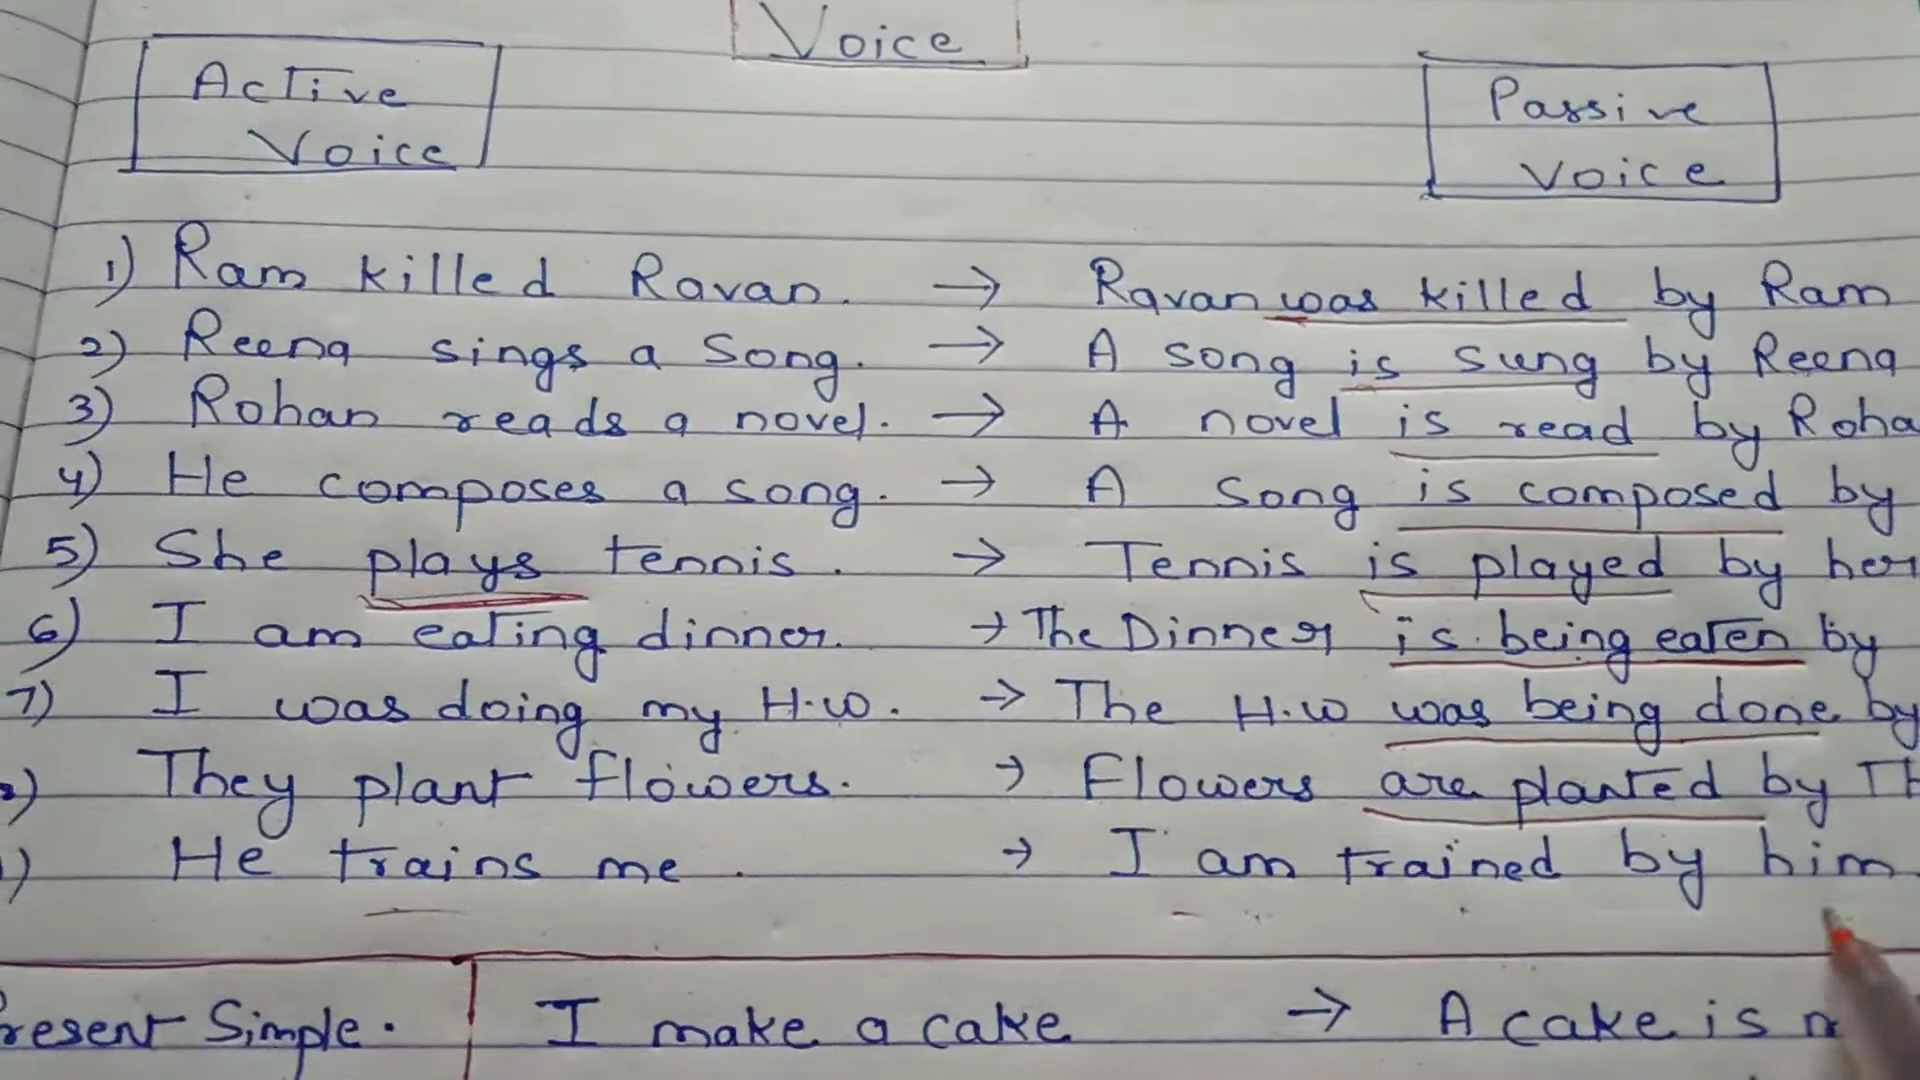 Voice
Active
Voice
Passive
Voice
1) Ram killed Ravan. → Ravan was killed by Ram
2) Reena sings a Song. → A song is sung by Reena
3) Rohan reads a novel. → A novel is read by Roha
4) He composes a song. → A Song is composed by
5) She plays tennis. → Tennis is played by her
6) I am eating dinner. → The Dinner is being eaten by
7) I was doing my H.W. → The H.W was being done by
They plant flowers. → Flowers are planted by Th
He trains me. → I am trained by him.
resent Simple. I make a cake → A cake is